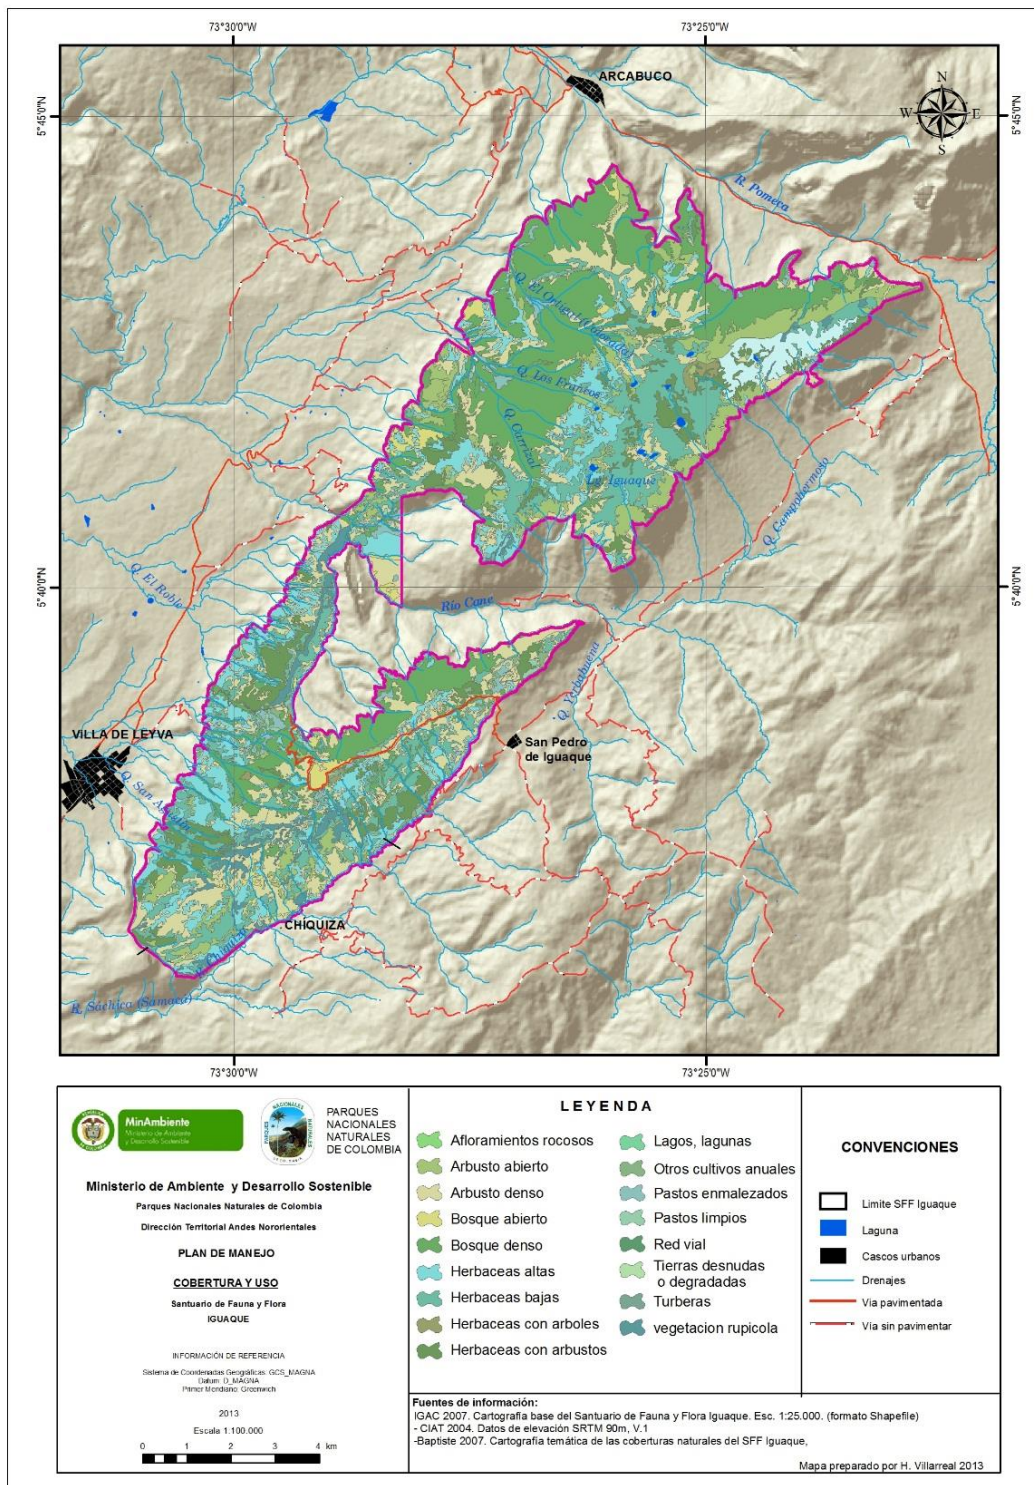 73°30'0"W
73°25'0"W
ARCABUCO
N
W
E
S
5°45'0"N
5°45'0"N
R. Pomeca
Q. Los Francos
Q. Carrizal
Lg. Iguaque
Q. Campohermoso
Q. El Roble
5°40'0"N
5°40'0"N
Río Cane
Q. Yerbabuena
VILLA DE LEYVA
San Pedro
de Iguaque
Q. San Agustín
CHIQUIZA
R. Sáchica (Samacá)
73°30'0"W
73°25'0"W
MinAmbiente
Ministerio de Ambiente
y Desarrollo Sostenible
PARQUES
NACIONALES
NATURALES
DE COLOMBIA
Ministerio de Ambiente y Desarrollo Sostenible
Parques Nacionales Naturales de Colombia
Dirección Territorial Andes Nororientales
PLAN DE MANEJO
COBERTURA Y USO
Santuario de Fauna y Flora
IGUAQUE
INFORMACIÓN DE REFERENCIA
Sistema de Coordenadas Geográficas: GCS_MAGNA
Datum: D_MAGNA
Primer Meridiano: Greenwich
2013
Escala 1:100.000
0 1 2 3 4 km
LEYENDA
Afloramientos rocosos
Arbusto abierto
Arbusto denso
Bosque abierto
Bosque denso
Herbaceas altas
Herbaceas bajas
Herbaceas con arboles
Herbaceas con arbustos
Lagos, lagunas
Otros cultivos anuales
Pastos enmalezados
Pastos limpios
Red vial
Tierras desnudas
o degradadas
Turberas
vegetacion rupicola
CONVENCIONES
Limite SFF Iguaque
Laguna
Cascos urbanos
Drenajes
Via pavimentada
Via sin pavimentar
Fuentes de información:
IGAC 2007. Cartografía base del Santuario de Fauna y Flora Iguaque. Esc. 1:25.000. (formato Shapefile)
- CIAT 2004. Datos de elevación SRTM 90m, V.1
-Baptiste 2007. Cartografía temática de las coberturas naturales del SFF Iguaque,
Mapa preparado por H. Villarreal 2013